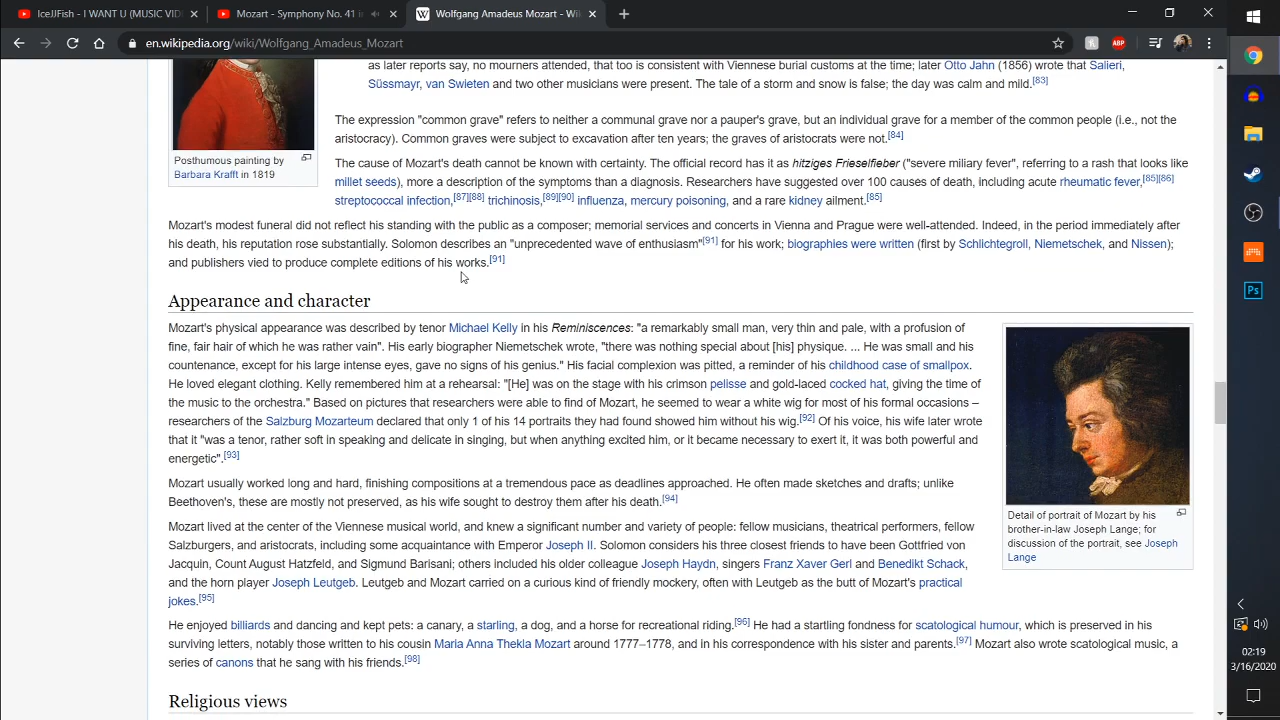 IceJJFish - I WANT U (MUSIC VID
Mozart - Symphony No. 41 i
Wolfgang Amadeus Mozart - Wi
en.wikipedia.org/wiki/Wolfgang_Amadeus_Mozart
ABP
as later reports say, no mourners attended, that too is consistent with Viennese burial customs at the time; later Otto Jahn (1856) wrote that Salieri,
Süssmayr, van Swieten and two other musicians were present. The tale of a storm and snow is false; the day was calm and mild.[83]
The expression "common grave" refers to neither a communal grave nor a pauper's grave, but an individual grave for a member of the common people (i.e., not the
aristocracy). Common graves were subject to excavation after ten years; the graves of aristocrats were not.[84]
Posthumous painting by
Barbara Krafft in 1819
The cause of Mozart's death cannot be known with certainty. The official record has it as hitziges Frieselfieber ("severe miliary fever", referring to a rash that looks like
millet seeds), more a description of the symptoms than a diagnosis. Researchers have suggested over 100 causes of death, including acute rheumatic fever,[85][86]
streptococcal infection,[87][88] trichinosis,[89][90] influenza, mercury poisoning, and a rare kidney ailment.[85]
Mozart's modest funeral did not reflect his standing with the public as a composer; memorial services and concerts in Vienna and Prague were well-attended. Indeed, in the period immediately after
his death, his reputation rose substantially. Solomon describes an "unprecedented wave of enthusiasm"[91] for his work; biographies were written (first by Schlichtegroll, Niemetschek, and Nissen);
and publishers vied to produce complete editions of his works.[91]
Appearance and character
Mozart's physical appearance was described by tenor Michael Kelly in his Reminiscences: "a remarkably small man, very thin and pale, with a profusion of
fine, fair hair of which he was rather vain". His early biographer Niemetschek wrote, "there was nothing special about [his] physique. ... He was small and his
countenance, except for his large intense eyes, gave no signs of his genius." His facial complexion was pitted, a reminder of his childhood case of smallpox.
He loved elegant clothing. Kelly remembered him at a rehearsal: "[He] was on the stage with his crimson pelisse and gold-laced cocked hat, giving the time of
the music to the orchestra." Based on pictures that researchers were able to find of Mozart, he seemed to wear a white wig for most of his formal occasions –
researchers of the Salzburg Mozarteum declared that only 1 of his 14 portraits they had found showed him without his wig.[92] Of his voice, his wife later wrote
that it "was a tenor, rather soft in speaking and delicate in singing, but when anything excited him, or it became necessary to exert it, it was both powerful and
energetic".[93]
Mozart usually worked long and hard, finishing compositions at a tremendous pace as deadlines approached. He often made sketches and drafts; unlike
Beethoven's, these are mostly not preserved, as his wife sought to destroy them after his death.[94]
Detail of portrait of Mozart by his
brother-in-law Joseph Lange; for
discussion of the portrait, see Joseph
Lange
Mozart lived at the center of the Viennese musical world, and knew a significant number and variety of people: fellow musicians, theatrical performers, fellow
Salzburgers, and aristocrats, including some acquaintance with Emperor Joseph II. Solomon considers his three closest friends to have been Gottfried von
Jacquin, Count August Hatzfeld, and Sigmund Barisani; others included his older colleague Joseph Haydn, singers Franz Xaver Gerl and Benedikt Schack,
and the horn player Joseph Leutgeb. Leutgeb and Mozart carried on a curious kind of friendly mockery, often with Leutgeb as the butt of Mozart's practical
jokes.[95]
He enjoyed billiards and dancing and kept pets: a canary, a starling, a dog, and a horse for recreational riding.[96] He had a startling fondness for scatological humour, which is preserved in his
surviving letters, notably those written to his cousin Maria Anna Thekla Mozart around 1777–1778, and in his correspondence with his sister and parents.[97] Mozart also wrote scatological music, a
series of canons that he sang with his friends.[98]
Religious views
Ps
02:19
3/16/2020